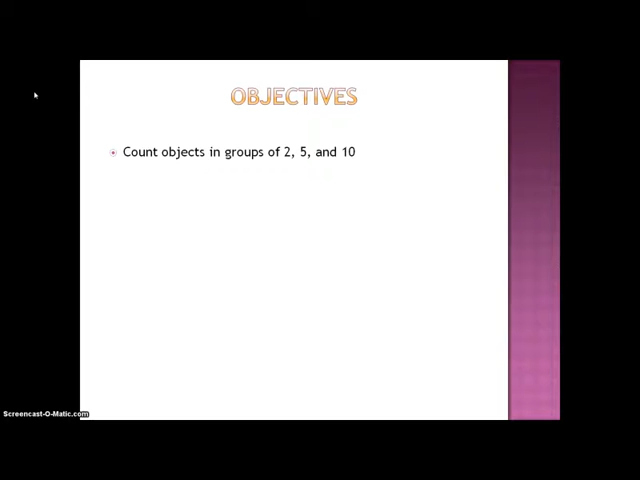 OBJECTIVES
Count objects in groups of 2, 5, and 10
Screencast-O-Matic.com